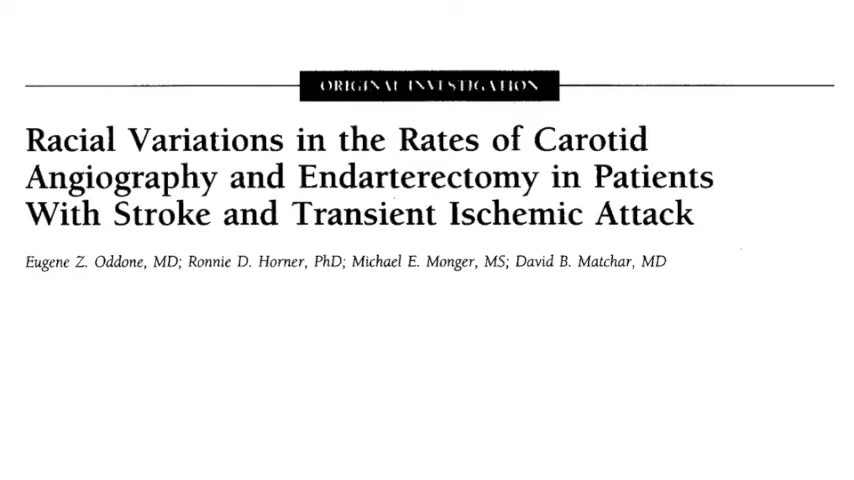 ORIGINAL INVESTIGATION
Racial Variations in the Rates of Carotid
Angiography and Endarterectomy in Patients
With Stroke and Transient Ischemic Attack
Eugene Z. Oddone, MD; Ronnie D. Horner, PhD; Michael E. Monger, MS; David B. Matchar, MD